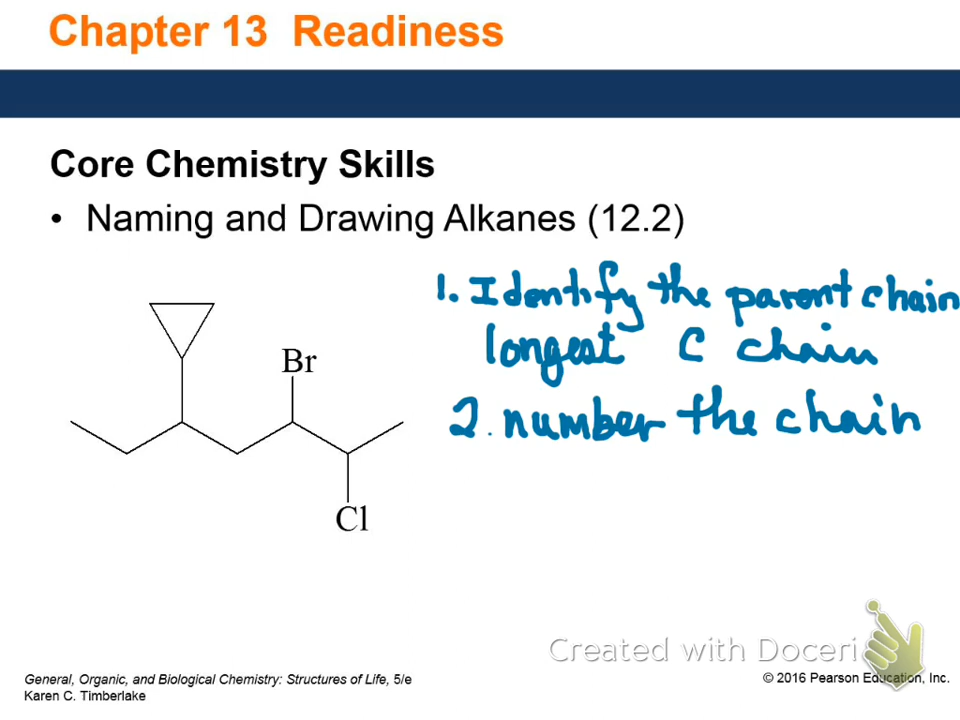 Chapter 13 Readiness
Core Chemistry Skills
• Naming and Drawing Alkanes (12.2)
1. Identify the parent chain
longest C chain
2. number the chain
Br
Cl
Created with Doceri
General, Organic, and Biological Chemistry: Structures of Life, 5/e
Karen C. Timberlake
© 2016 Pearson Education, Inc.